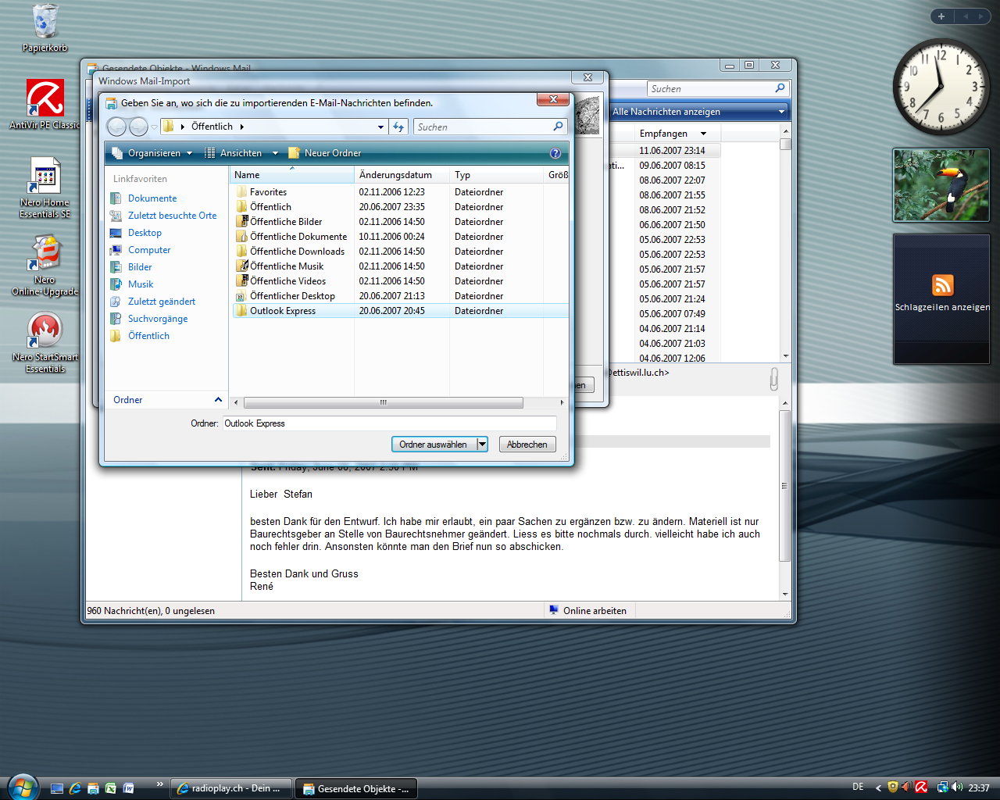 Papierkorb
AntiVir PE Classic
Nero Home
Essentials SE
Nero
Online-Upgrade
Nero StartSmart
Essentials
Gesendete Objekte - Windows Mail
Windows Mail-Import
Geben Sie an, wo sich die zu importierenden E-Mail-Nachrichten befinden.
Öffentlich
Suchen
Organisieren
Ansichten
Neuer Ordner
Linkfavoriten
Dokumente
Zuletzt besuchte Orte
Desktop
Computer
Bilder
Musik
Zuletzt geändert
Suchvorgänge
Öffentlich
Ordner
Name Änderungsdatum Typ Größ
Favorites 02.11.2006 12:23 Dateiordner
Öffentlich 20.06.2007 23:35 Dateiordner
Öffentliche Bilder 02.11.2006 14:50 Dateiordner
Öffentliche Dokumente 10.11.2006 00:24 Dateiordner
Öffentliche Downloads 02.11.2006 14:50 Dateiordner
Öffentliche Musik 02.11.2006 14:50 Dateiordner
Öffentliche Videos 02.11.2006 14:50 Dateiordner
Öffentlicher Desktop 20.06.2007 21:13 Dateiordner
Outlook Express 20.06.2007 20:45 Dateiordner
Ordner: Outlook Express
Ordner auswählen
Abbrechen
Suchen
Alle Nachrichten anzeigen
Empfangen
11.06.2007 23:14
ati... 09.06.2007 08:15
08.06.2007 22:07
08.06.2007 21:55
08.06.2007 21:52
06.06.2007 21:50
05.06.2007 22:53
05.06.2007 22:53
05.06.2007 21:57
05.06.2007 21:57
05.06.2007 21:24
05.06.2007 07:49
04.06.2007 21:14
04.06.2007 21:03
04.06.2007 12:06
@ettiswil.lu.ch>
en
Lieber Stefan
besten Dank für den Entwurf. Ich habe mir erlaubt, ein paar Sachen zu ergänzen bzw. zu ändern. Materiell ist nur
Baurechtsgeber an Stelle von Baurechtsnehmer geändert. Liess es bitte nochmals durch. vielleicht habe ich auch
noch fehler drin. Ansonsten könnte man den Brief nun so abschicken.
Besten Dank und Gruss
René
960 Nachricht(en), 0 ungelesen
Online arbeiten
12 1 2 3 4 5 6 7 8 9 10 11
Schlagzeilen anzeigen
radioplay.ch - Dein ...
Gesendete Objekte -...
DE
23:37